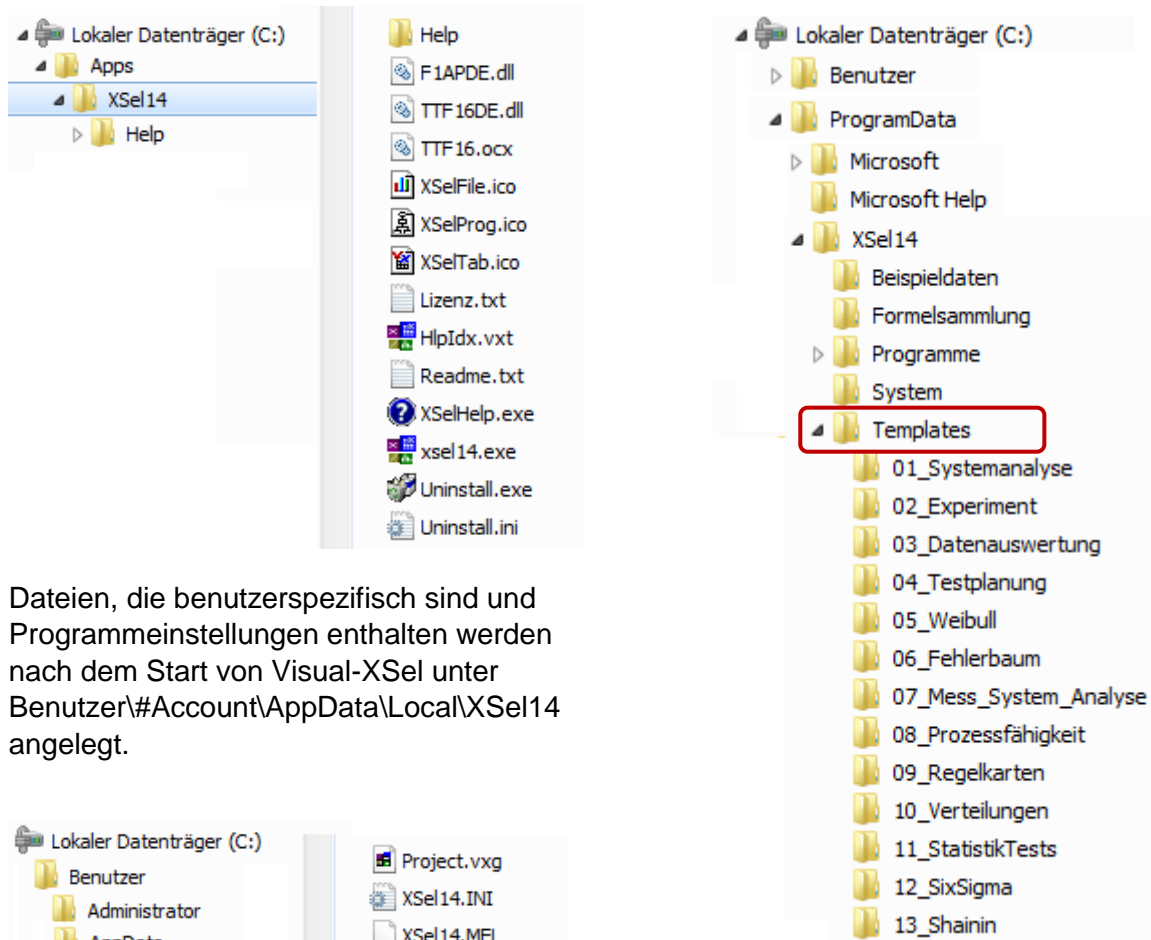 Lokaler Datenträger (C:)
Apps
XSel14
Help
Help
F1APDE.dll
TTF16DE.dll
TTF16.ocx
XSelFile.ico
XSelProg.ico
XSelTab.ico
Lizenz.txt
HlpIdx.vxt
Readme.txt
XSelHelp.exe
xsel14.exe
Uninstall.exe
Uninstall.ini
Dateien, die benutzerspezifisch sind und
Programmeinstellungen enthalten werden
nach dem Start von Visual-XSel unter
Benutzer\#Account\AppData\Local\XSel14
angelegt.
Lokaler Datenträger (C:)
Benutzer
Administrator
AppData
Project.vxg
XSel14.INI
XSel14.MFL
Lokaler Datenträger (C:)
Benutzer
ProgramData
Microsoft
Microsoft Help
XSel14
Beispieldaten
Formelsammlung
Programme
System
Templates
01_Systemanalyse
02_Experiment
03_Datenauswertung
04_Testplanung
05_Weibull
06_Fehlerbaum
07_Mess_System_Analyse
08_Prozessfähigkeit
09_Regelkarten
10_Verteilungen
11_StatistikTests
12_SixSigma
13_Shainin